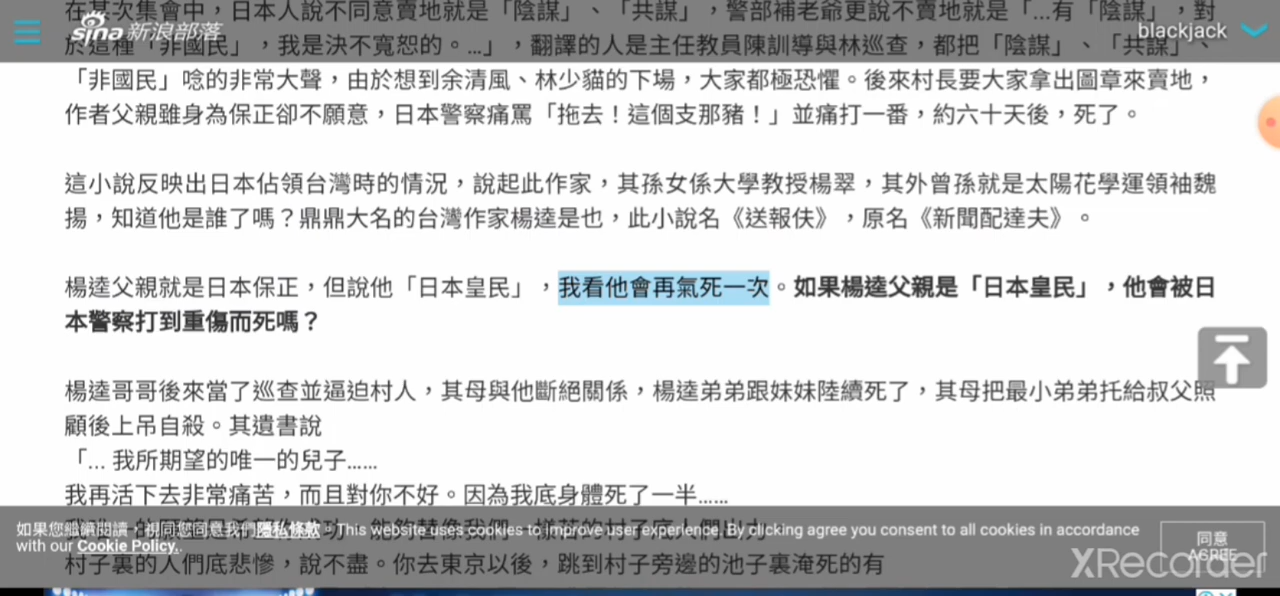 在某次集會中，日本人說不同意賣地就是「陰謀」、「共謀」，警部補老爺更說不賣地就是「...有「陰謀」，對
sina 新浪部落
blackjack
於這種「非國民」，我是決不寬恕的。...」，翻譯的人是主任教員陳訓導與林巡查，都把「陰謀」、「共謀」、
「非國民」唸的非常大聲，由於想到余清風、林少貓的下場，大家都極恐懼。後來村長要大家拿出圖章來賣地，
作者父親雖身為保正卻不願意，日本警察痛罵「拖去！這個支那豬！」並痛打一番，約六十天後，死了。
這小說反映出日本佔領台灣時的情況，說起此作家，其孫女係大學教授楊翠，其外曾孫就是太陽花學運領袖魏
揚，知道他是誰了嗎？鼎鼎大名的台灣作家楊逵是也，此小說名《送報伕》，原名《新聞配達夫》。
楊逵父親就是日本保正，但說他「日本皇民」，我看他會再氣死一次。如果楊逵父親是「日本皇民」，他會被日
本警察打到重傷而死嗎？
楊逵哥哥後來當了巡查並逼迫村人，其母與他斷絕關係，楊逵弟弟跟妹妹陸續死了，其母把最小弟弟托給叔父照
顧後上吊自殺。其遺書說
「... 我所期望的唯一的兒子......
我再活下去非常痛苦，而且對你不好。因為我底身體死了一半......
如果您繼續閱讀，視同您同意我們隱私條款。This website uses cookies to improve user experience. By clicking agree you consent to all cookies in accordance
with our Cookie Policy.
同意
AGREE
村子裏的人們底悲慘，說不盡。你去東京以後，跳到村子旁邊的池子裏淹死的有
XRecorder